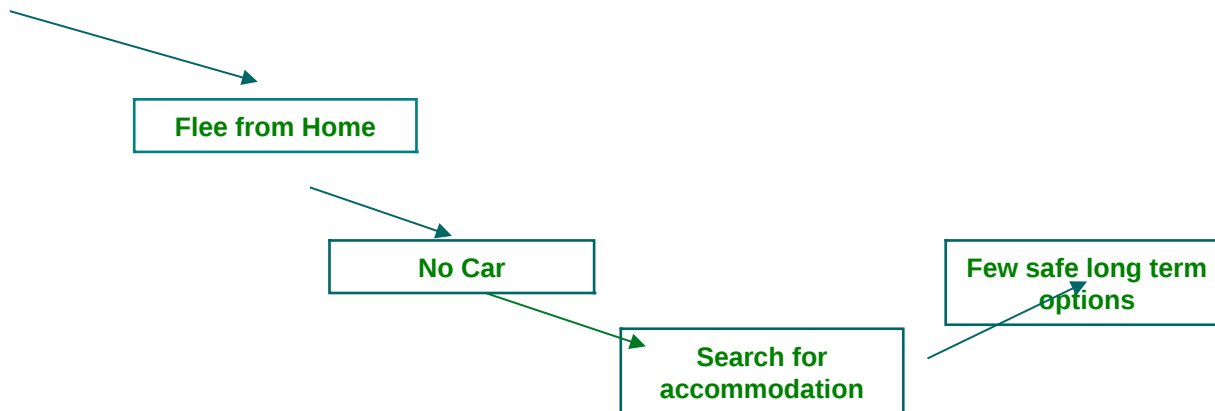 Flee from Home
No Car
Few safe long term
options
Search for
accommodation